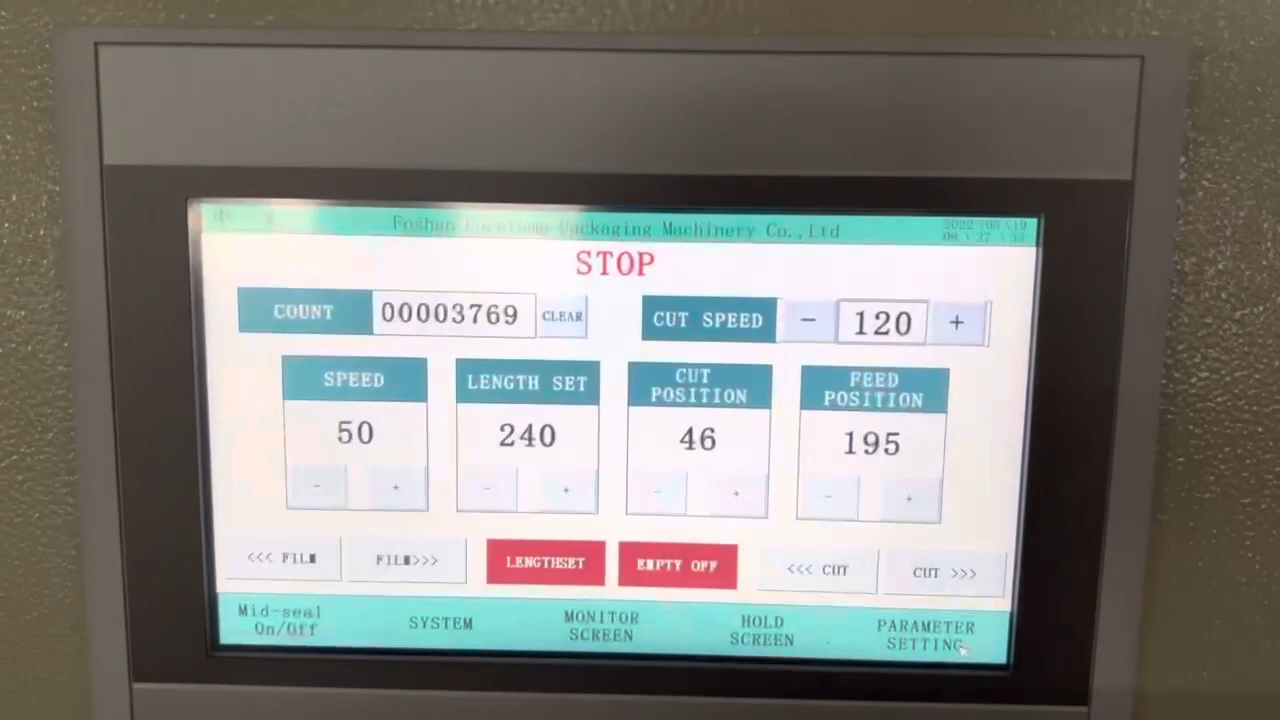 Foshun Packaging Machinery Co.,Ltd
STOP
COUNT 00003769 CLEAR
CUT SPEED - 120 +
SPEED
50
- +
LENGTH SET
240
- +
CUT
POSITION
46
- +
FEED
POSITION
195
- +
<<< FILM
FILM>>>
LENGTHSET
EMPTY OFF
<<< CUT
CUT >>>
Mid-seal
On/Off
SYSTEM
MONITOR
SCREEN
HOLD
SCREEN
PARAMETER
SETTING